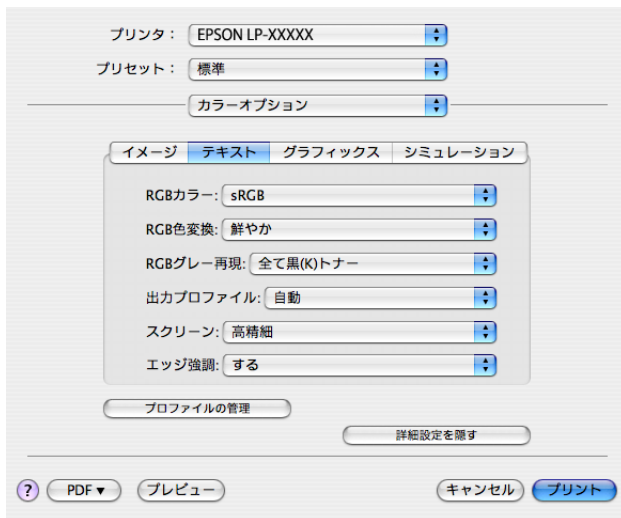 プリンタ： EPSON LP-XXXXX
プリセット： 標準
カラーオプション
イメージ テキスト グラフィックス シミュレーション
RGBカラー: sRGB
RGB色変換: 鮮やか
RGBグレー再現: 全て黒(K)トナー
出力プロファイル: 自動
スクリーン: 高精細
エッジ強調: する
プロファイルの管理
詳細設定を隠す
? PDF▼ プレビュー キャンセル プリント